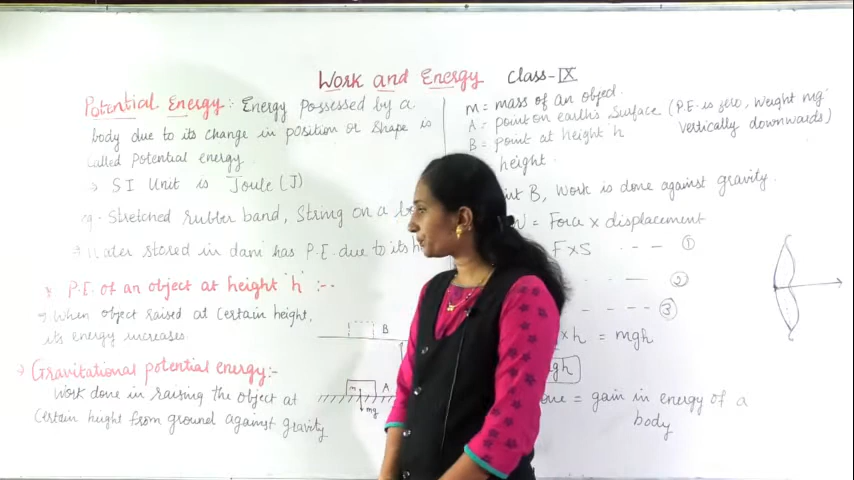 Work and Energy Class-IX
Potential Energy: Energy possessed by a
body due to its change in position or shape is
called potential energy.
→ SI Unit is Joule (J)
eg - Stretched rubber band, String on a
→ Water stored in dam has P.E. due to its
* P.E. of an object at height 'h' :-
→ When object raised at certain height,
its energy increases.
→ Gravitational potential energy:-
Work done in raising the object at
certain height from ground against gravity
B
m A
mg
m = mass of an object.
A = point on earth's surface (P.E. is zero, weight mg
vertically downwards)
B = point at height h
height.
B, Work is done against gravity.
W = Force x displacement
F x S - - - ①
- - - ②
- - - - ③
x h = mgh
gh
= gain in energy of a
body